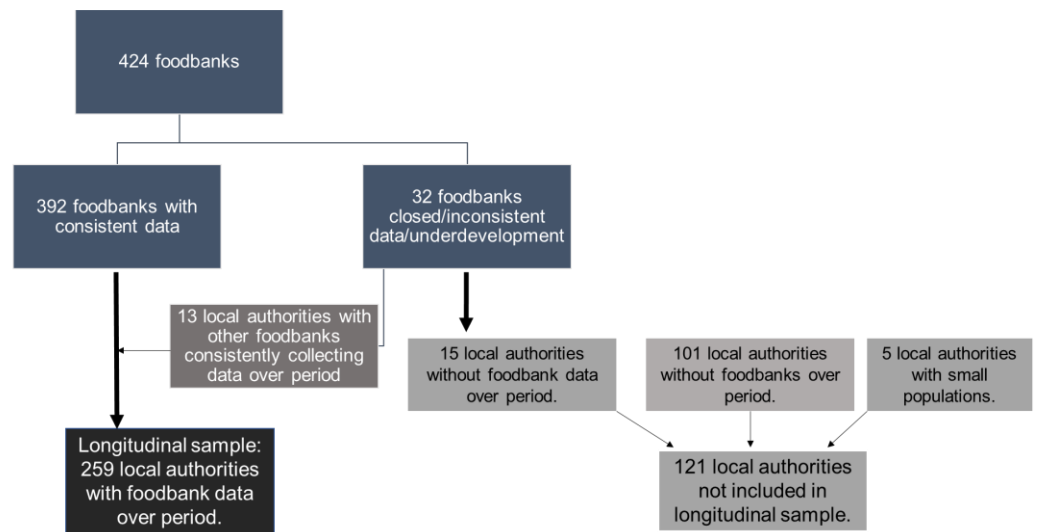 424 foodbanks
392 foodbanks with
consistent data
32 foodbanks
closed/inconsistent
data/underdevelopment
13 local authorities with
other foodbanks
consistently collecting
data over period
15 local authorities
without foodbank data
over period.
101 local authorities
without foodbanks over
period.
5 local authorities
with small
populations.
Longitudinal sample:
259 local authorities
with foodbank data
over period.
121 local authorities
not included in
longitudinal sample.